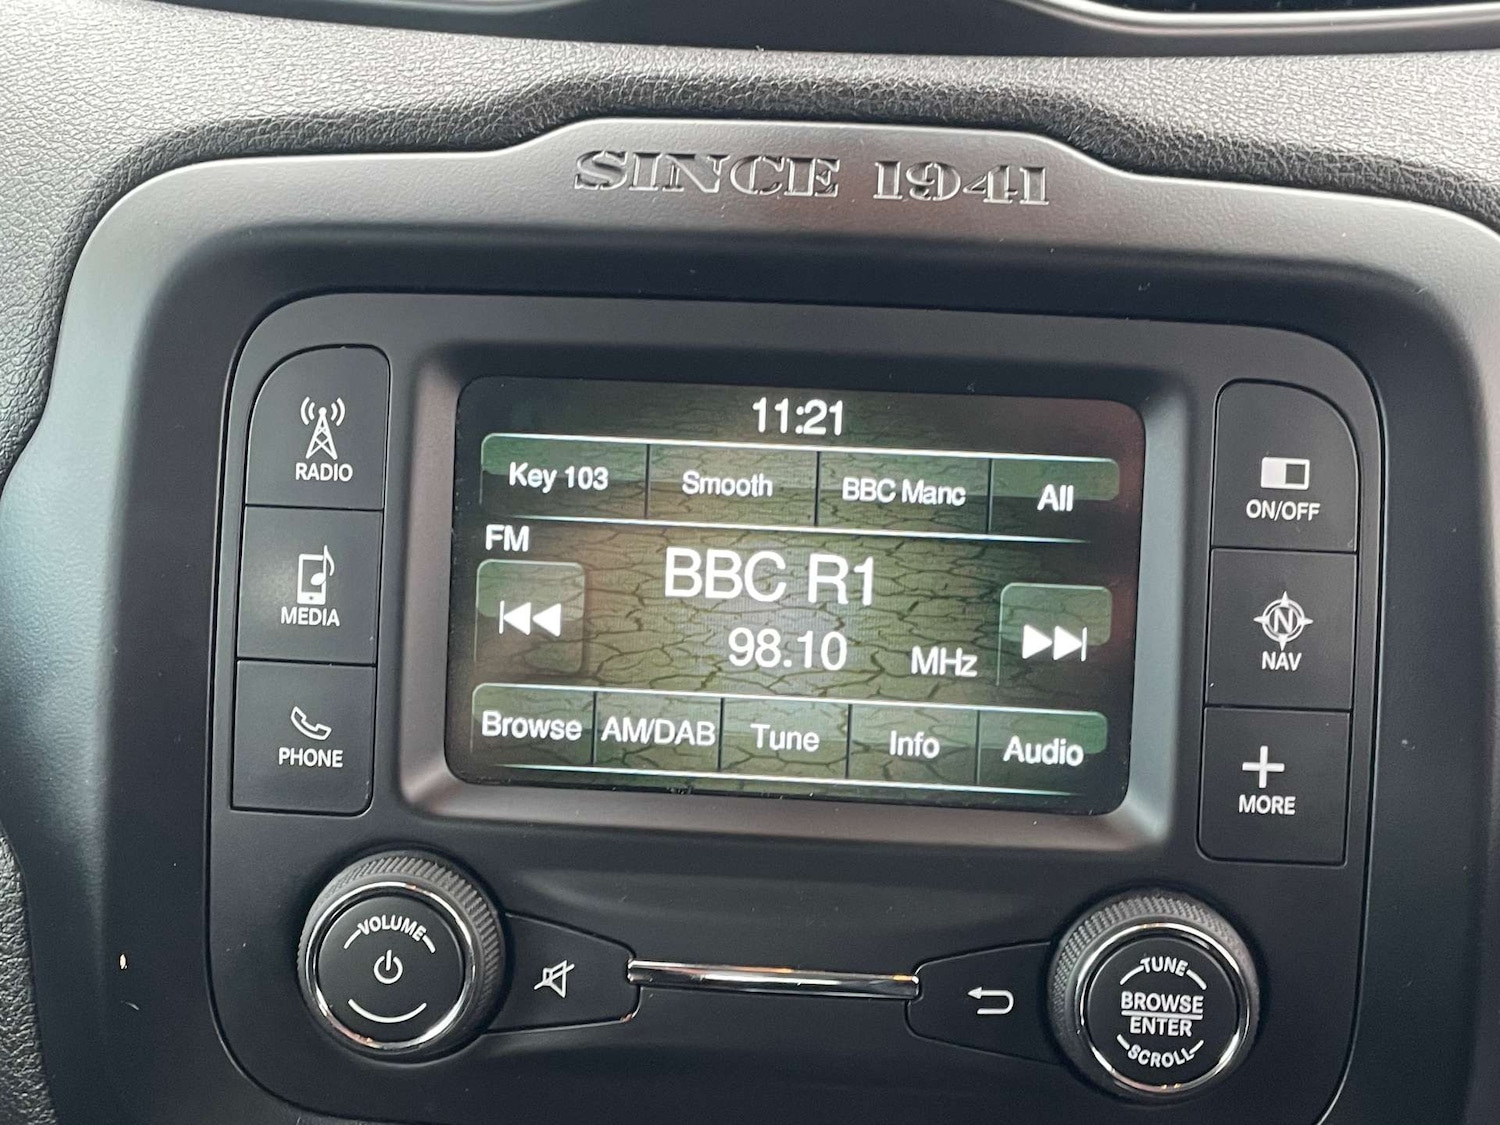 SINCE 1941
11:21
Key 103 Smooth BBC Manc All
FM
BBC R1
98.10 MHz
Browse AM/DAB Tune Info Audio
RADIO
MEDIA
PHONE
ON/OFF
N
NAV
MORE
VOLUME
TUNE
BROWSE
ENTER
SCROLL